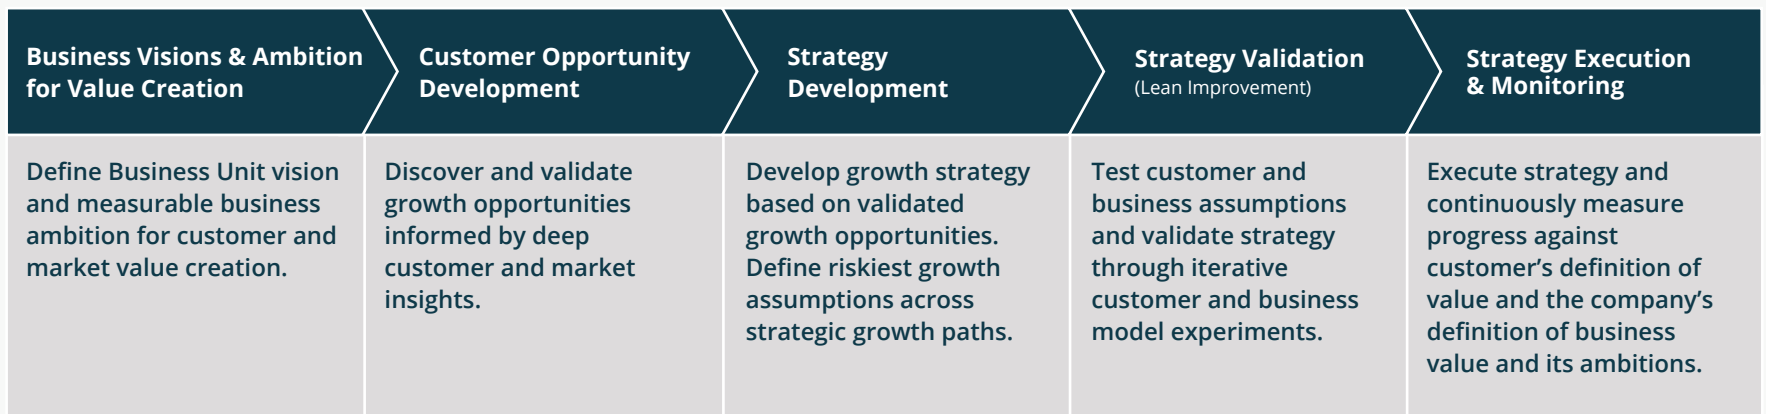 Business Visions & Ambition
for Value Creation
Customer Opportunity
Development
Strategy
Development
Strategy Validation
(Lean Improvement)
Strategy Execution
& Monitoring
Define Business Unit vision
and measurable business
ambition for customer and
market value creation.
Discover and validate
growth opportunities
informed by deep
customer and market
insights.
Develop growth strategy
based on validated
growth opportunities.
Define riskiest growth
assumptions across
strategic growth paths.
Test customer and
business assumptions
and validate strategy
through iterative
customer and business
model experiments.
Execute strategy and
continuously measure
progress against
customer’s definition of
value and the company’s
definition of business
value and its ambitions.